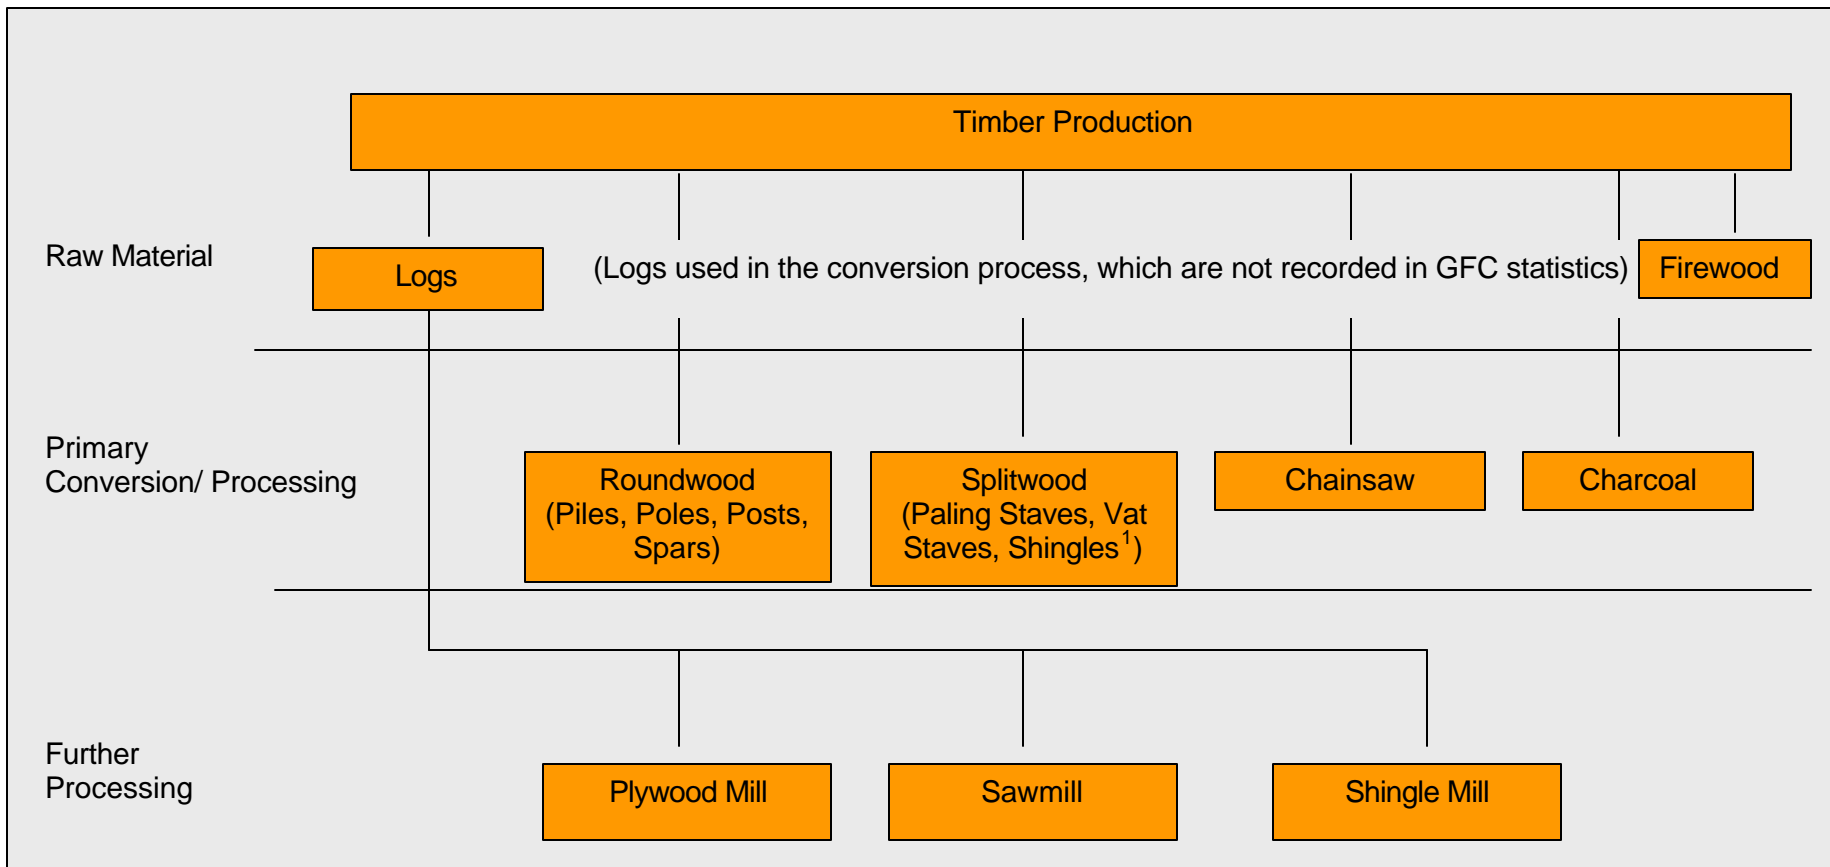 Timber Production
Raw Material
Logs
(Logs used in the conversion process, which are not recorded in GFC statistics)
Firewood
Primary
Conversion/ Processing
Roundwood
(Piles, Poles, Posts,
Spars)
Splitwood
(Paling Staves, Vat
Staves, Shingles¹)
Chainsaw
Charcoal
Further
Processing
Plywood Mill
Sawmill
Shingle Mill